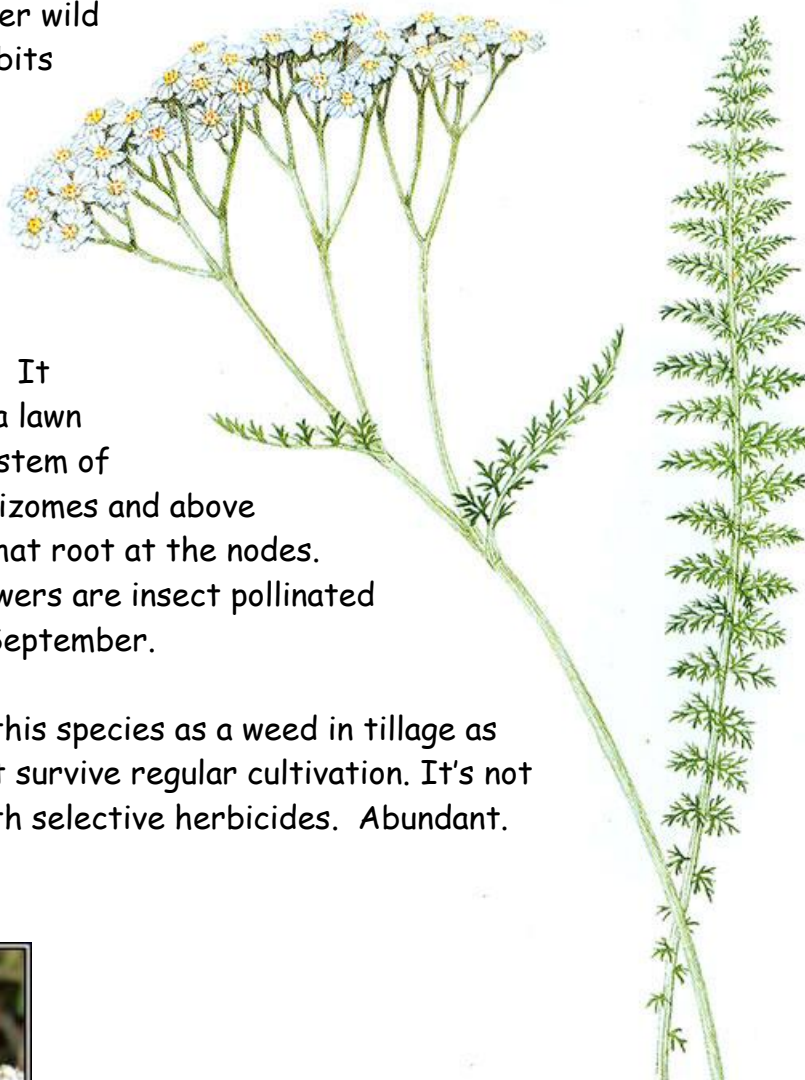 er wild
bits
It
a lawn
stem of
izomes and above
hat root at the nodes.
wers are insect pollinated
September.
this species as a weed in tillage as
t survive regular cultivation. It’s not
th selective herbicides. Abundant.